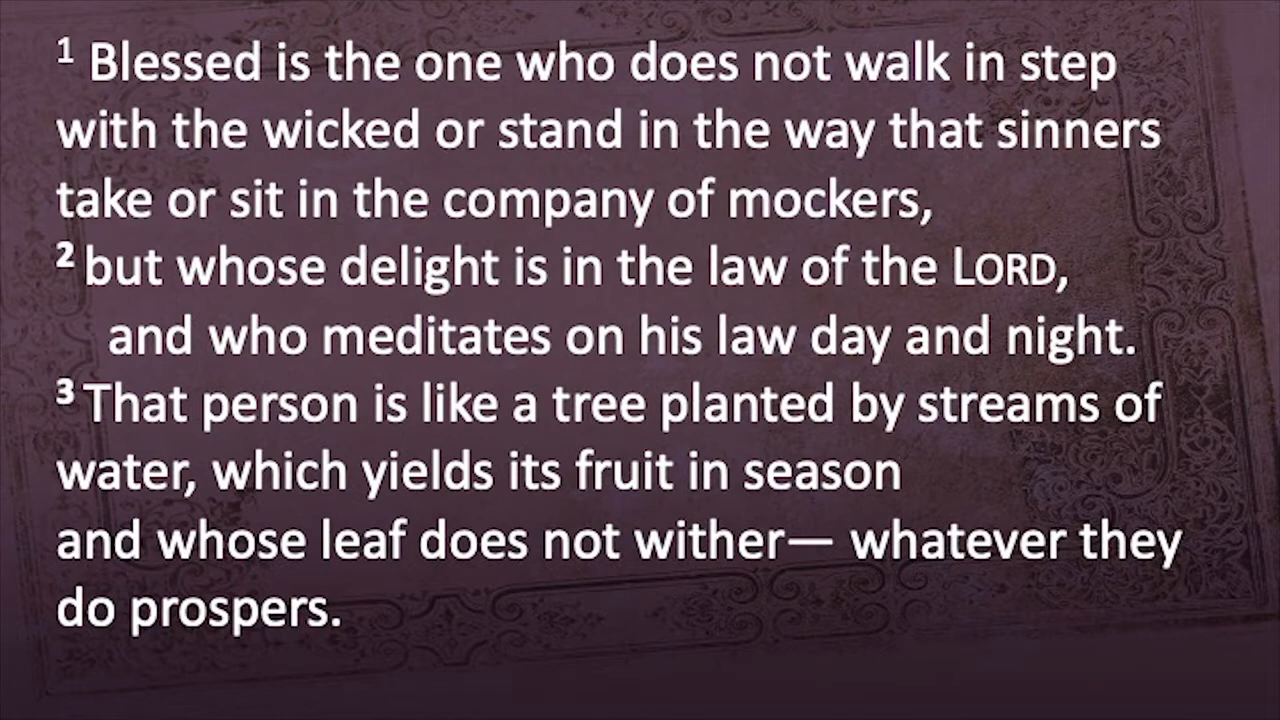 1 Blessed is the one who does not walk in step
with the wicked or stand in the way that sinners
take or sit in the company of mockers,
2 but whose delight is in the law of the LORD,
and who meditates on his law day and night.
3 That person is like a tree planted by streams of
water, which yields its fruit in season
and whose leaf does not wither— whatever they
do prospers.